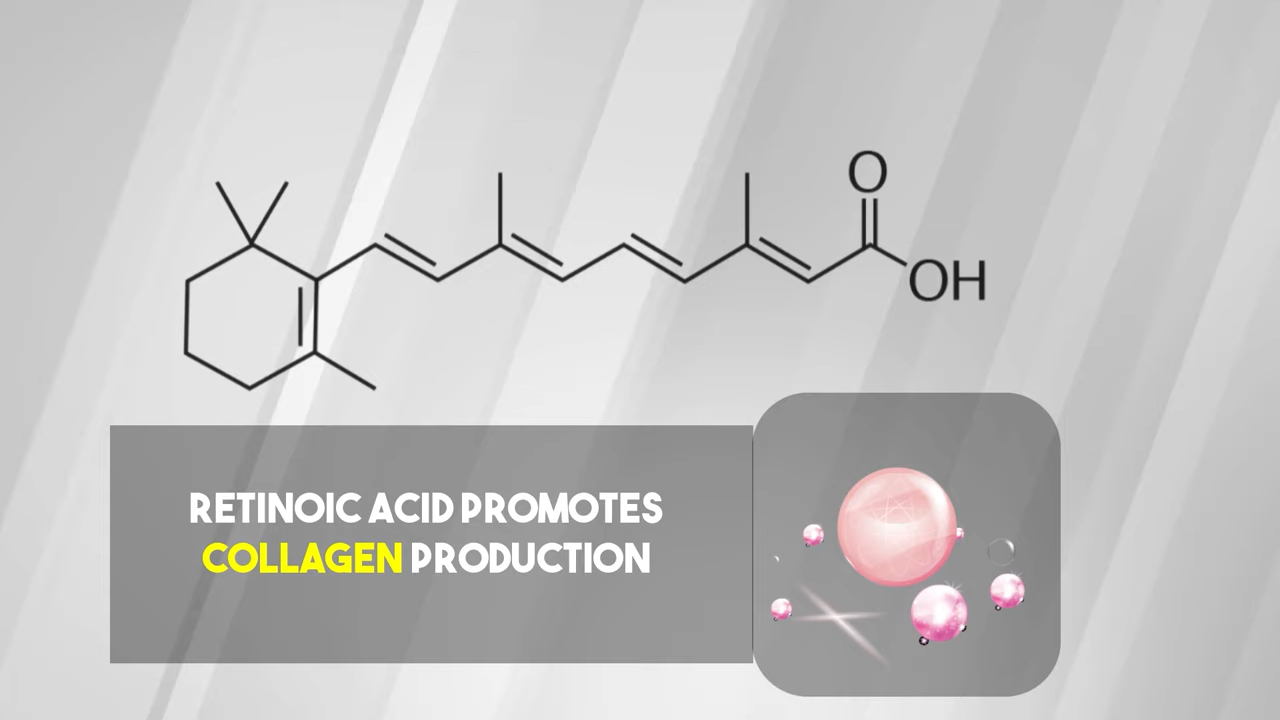 O
OH
RETINOIC ACID PROMOTES
COLLAGEN PRODUCTION